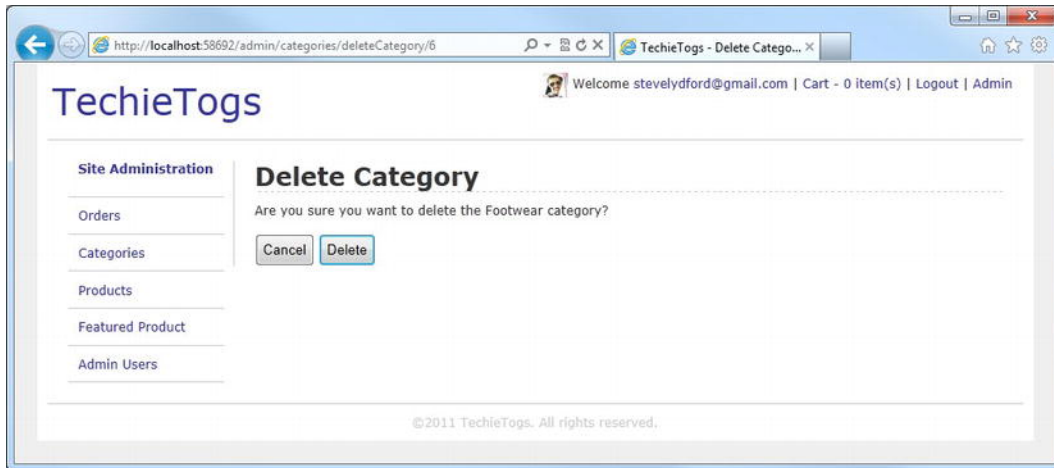 http://localhost:58692/admin/categories/deleteCategory/6
TechieTogs - Delete Catego...
TechieTogs
Welcome stevelydford@gmail.com | Cart - 0 item(s) | Logout | Admin
Site Administration
Orders
Categories
Products
Featured Product
Admin Users
Delete Category
Are you sure you want to delete the Footwear category?
Cancel Delete
©2011 TechieTogs. All rights reserved.